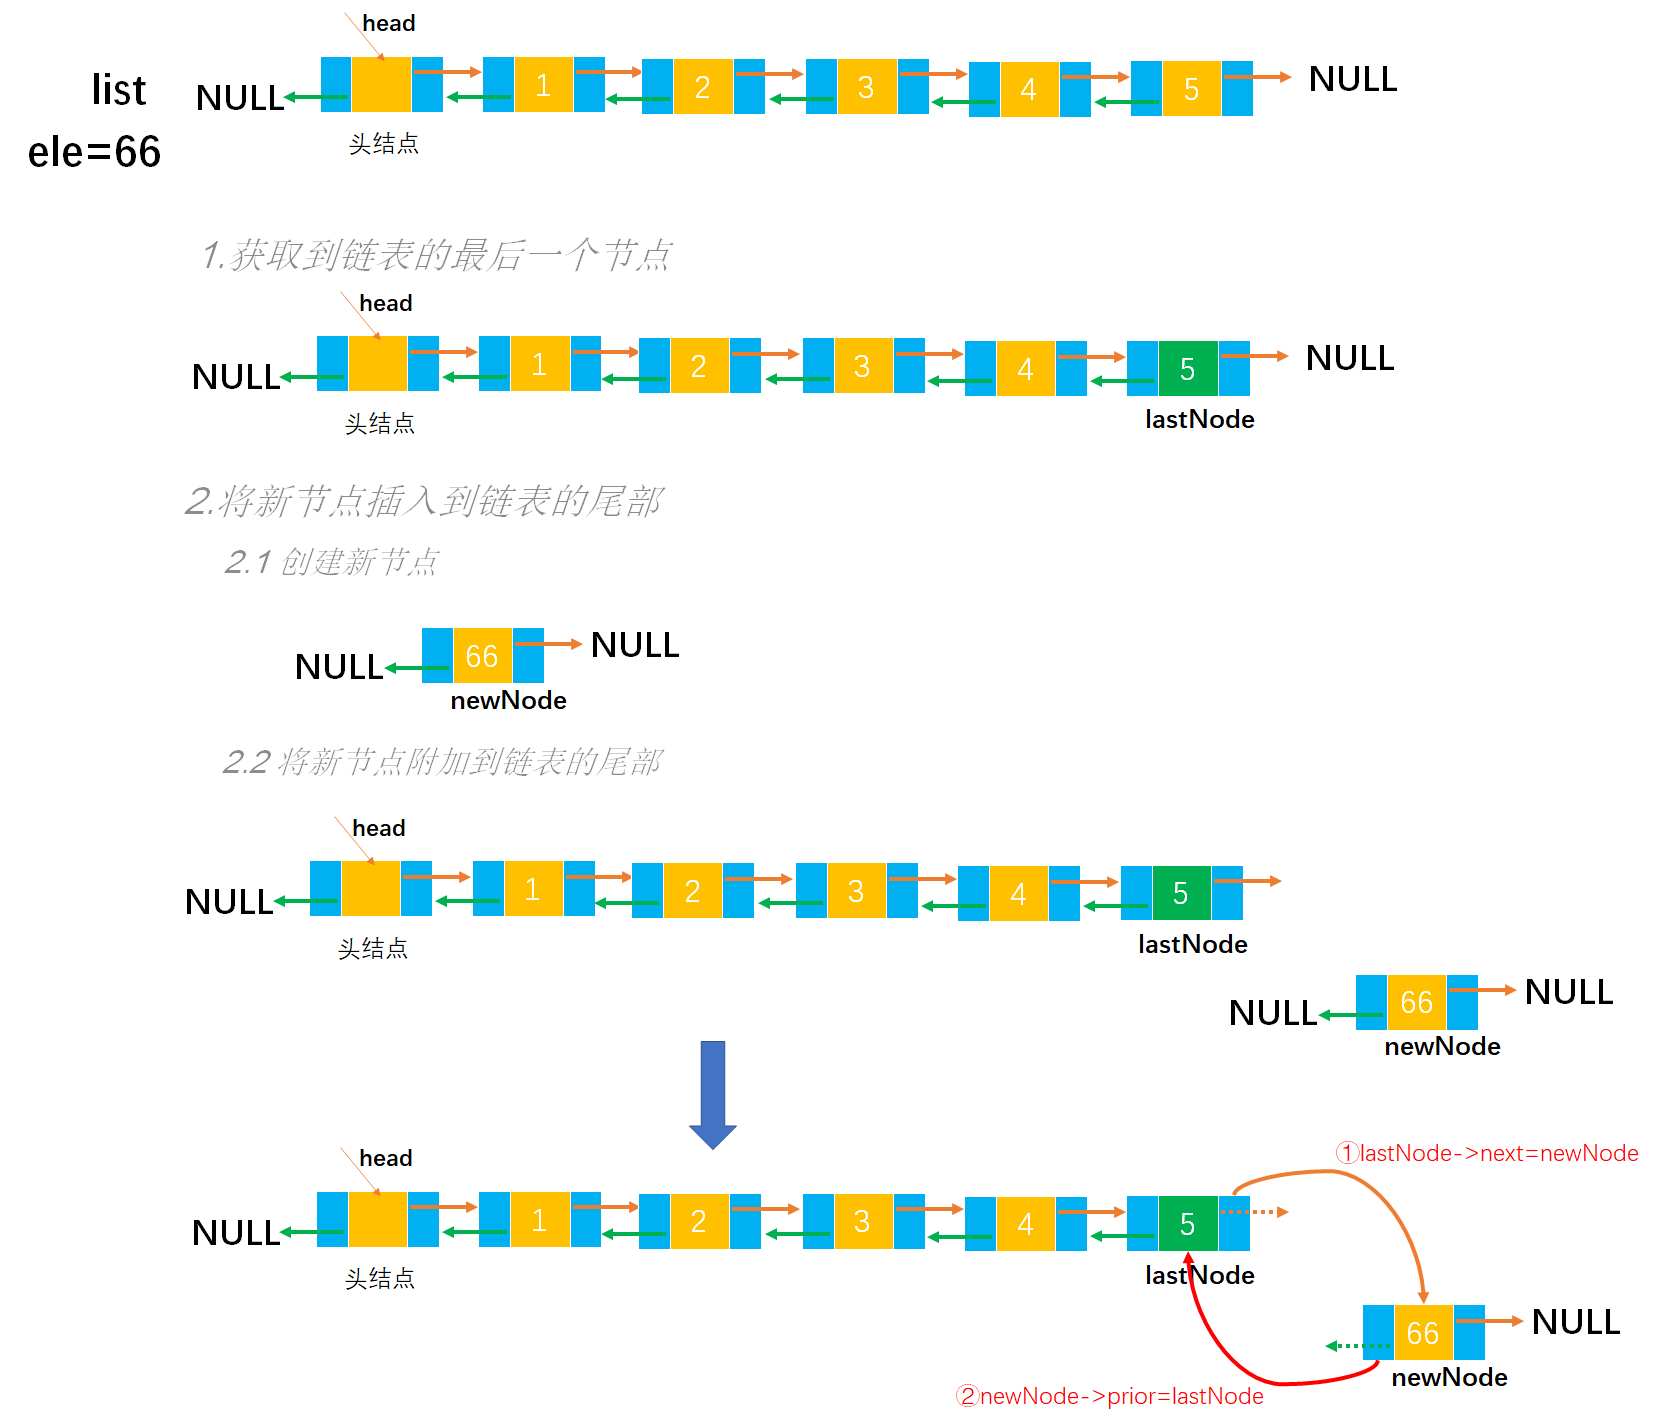 head
list
NULL 1 2 3 4 5 NULL
头结点
ele=66
1.获取到链表的最后一个节点
head
NULL 1 2 3 4 5 NULL
头结点 lastNode
2.将新节点插入到链表的尾部
2.1 创建新节点
NULL 66 NULL
newNode
2.2 将新节点附加到链表的尾部
head
NULL 1 2 3 4 5
头结点 lastNode
NULL 66 NULL
newNode
head
①lastNode->next=newNode
NULL 1 2 3 4 5
头结点 lastNode
66 NULL
newNode
②newNode->prior=lastNode